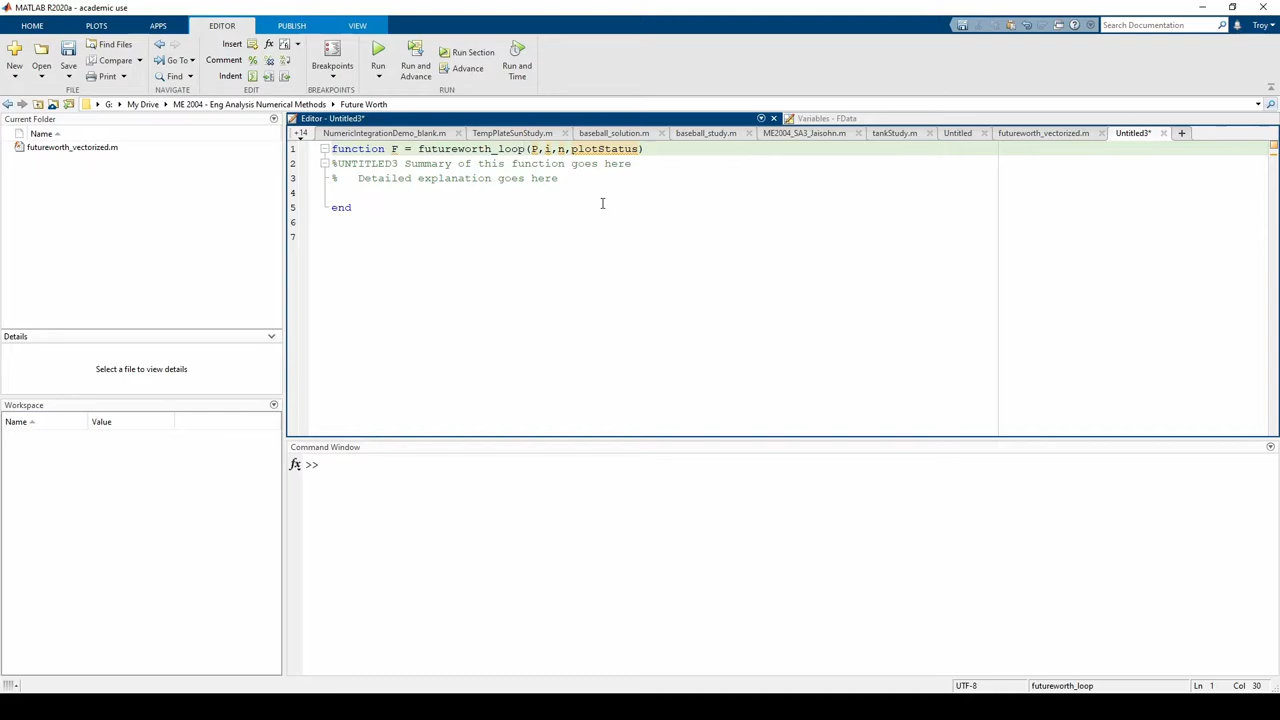 MATLAB R2020a - academic use
HOME PLOTS APPS EDITOR PUBLISH VIEW
Search Documentation Troy
New Open Save Find Files Compare Print FILE
Go To Find NAVIGATE
Insert fx Comment Indent EDIT
Breakpoints BREAKPOINTS
Run Run and Advance Run Section Advance Run and Time RUN
G: My Drive ME 2004 - Eng Analysis Numerical Methods Future Worth
Current Folder
Name
futureworth_vectorized.m
Details
Select a file to view details
Workspace
Name Value
Editor - Untitled3*
Variables - FData
+14 NumericIntegrationDemo_blank.m TempPlateSunStudy.m baseball_solution.m baseball_study.m ME2004_SA3_Jaisohn.m tankStudy.m Untitled futureworth_vectorized.m Untitled3*
1 function F = futureworth_loop(P,i,n,plotStatus)
2 %UNTITLED3 Summary of this function goes here
3 % Detailed explanation goes here
4
5 end
6
7
Command Window
fx >>
UTF-8 futureworth_loop Ln 1 Col 30